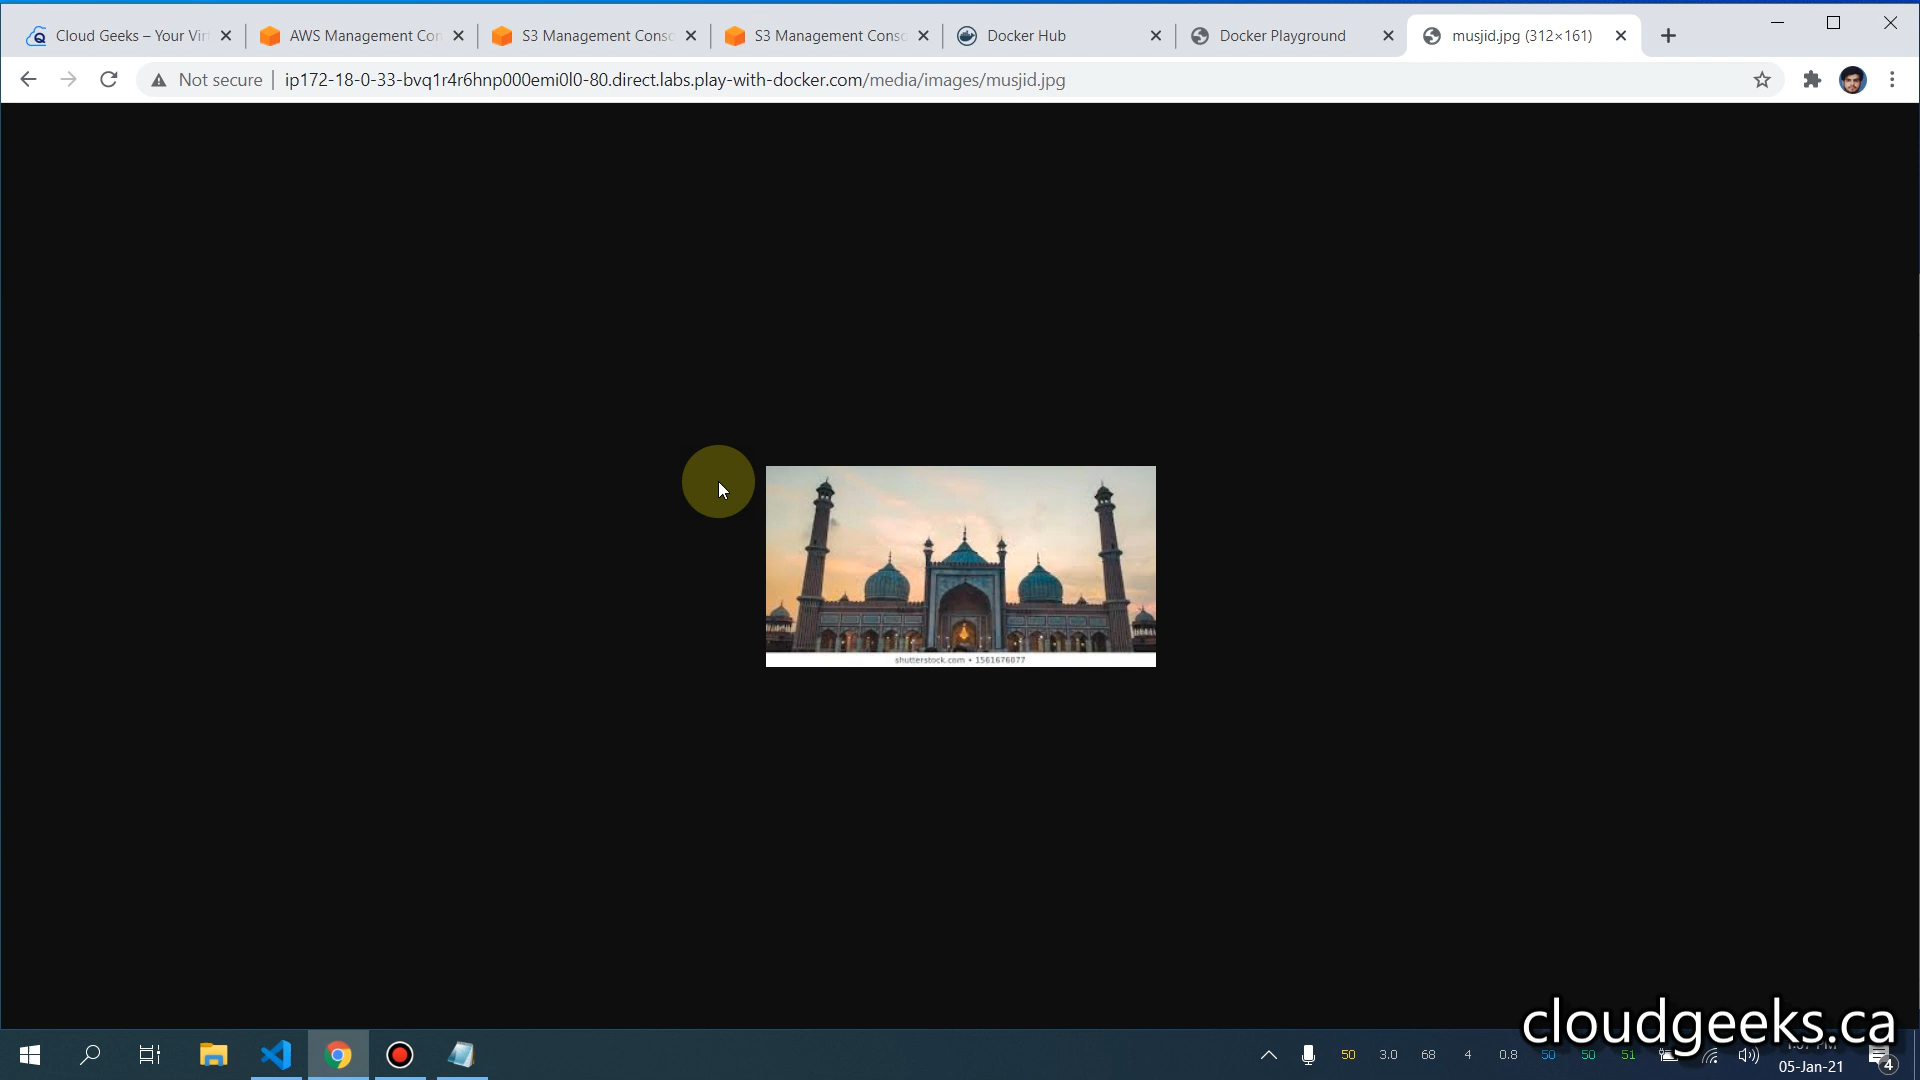 Cloud Geeks – Your Vir
AWS Management Con
S3 Management Conso
S3 Management Conso
Docker Hub
Docker Playground
musjid.jpg (312×161)
Not secure
ip172-18-0-33-bvq1r4r6hnp000emi0l0-80.direct.labs.play-with-docker.com/media/images/musjid.jpg
shutterstock.com • 1561676077
cloudgeeks.ca
50 3.0 68 4 0.8 50 50 51
05-Jan-21
4